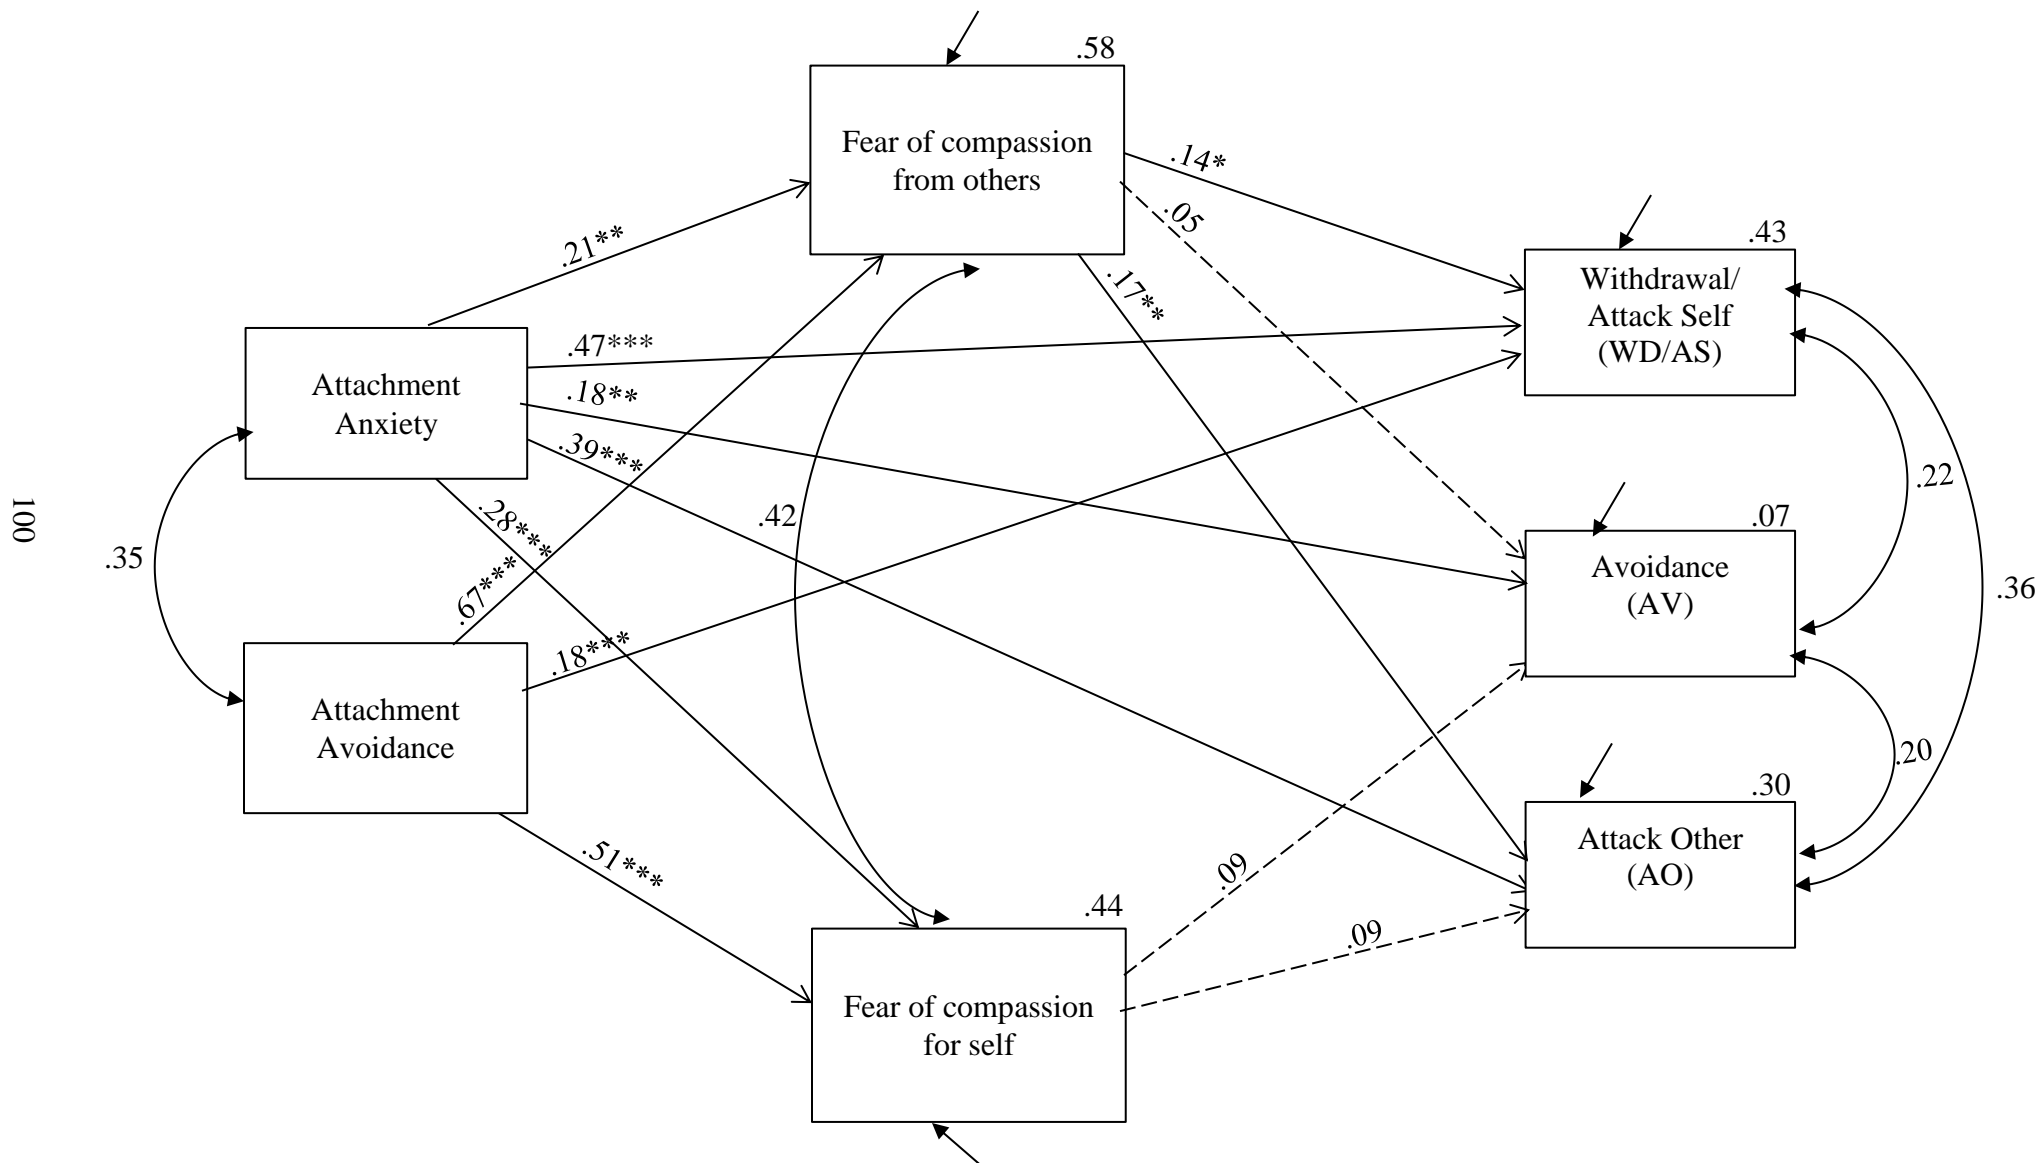 .58
Fear of compassion
from others
.14*
.05
.17**
.21**
.43
Withdrawal/
Attack Self
(WD/AS)
Attachment
Anxiety
.47***
.18**
.39***
.28***
.42
.35
100
.67***
.18***
Attachment
Avoidance
.51***
.22
.07
Avoidance
(AV)
.36
.20
.30
Attack Other
(AO)
.09
.09
.44
Fear of compassion
for self